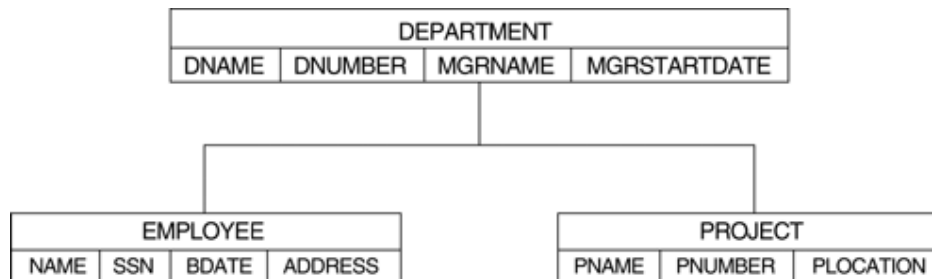 DEPARTMENT
DNAME DNUMBER MGRNAME MGRSTARTDATE
EMPLOYEE
NAME SSN BDATE ADDRESS
PROJECT
PNAME PNUMBER PLOCATION